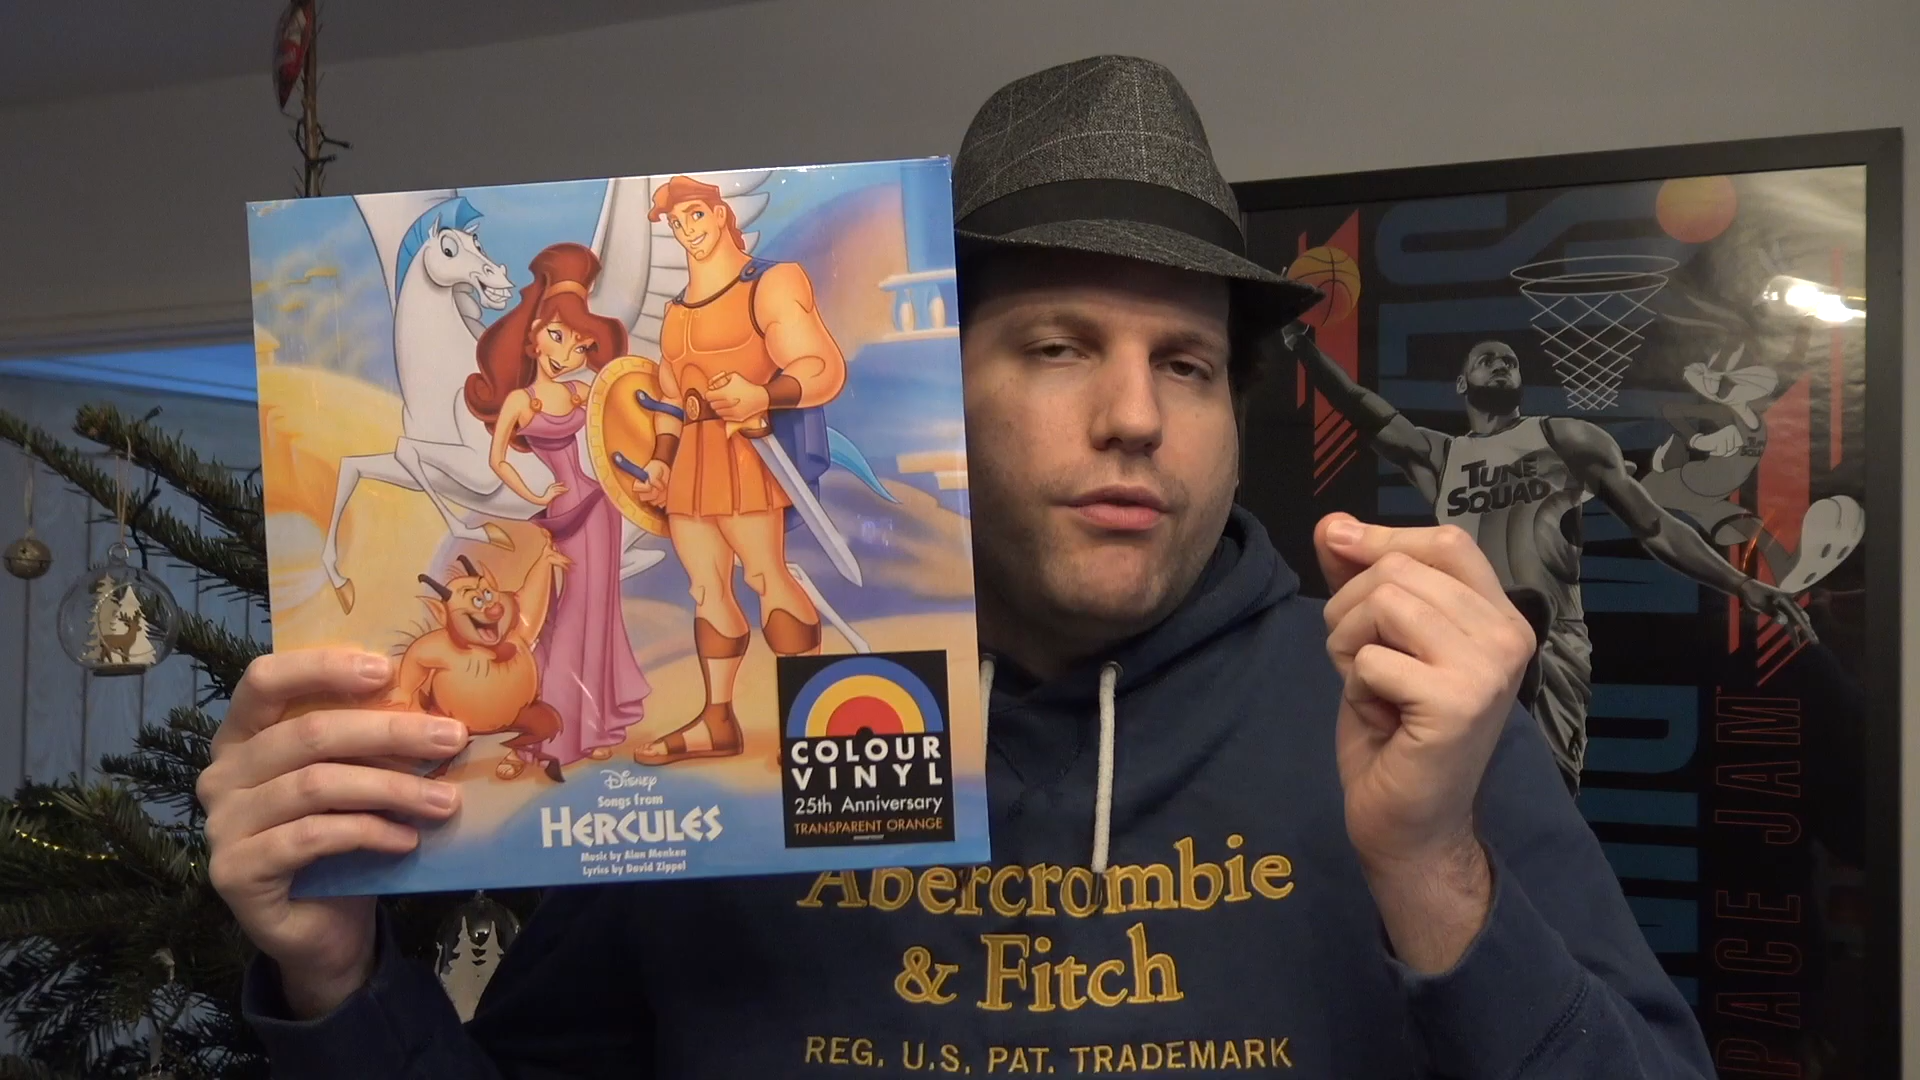 Disney
Songs from
HERCULES
Music by Alan Menken
Lyrics by David Zippel
COLOUR
VINYL
25th Anniversary
TRANSPARENT ORANGE
Abercrombie
& Fitch
REG. U.S. PAT. TRADEMARK
TUNE
SQUAD
SPACE JAM